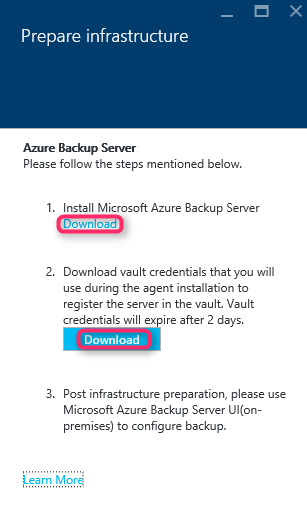 Prepare infrastructure
Azure Backup Server
Please follow the steps mentioned below.
1. Install Microsoft Azure Backup Server
Download
2. Download vault credentials that you will
use during the agent installation to
register the server in the vault. Vault
credentials will expire after 2 days.
Download
3. Post infrastructure preparation, please use
Microsoft Azure Backup Server UI(on-
premises) to configure backup.
Learn More